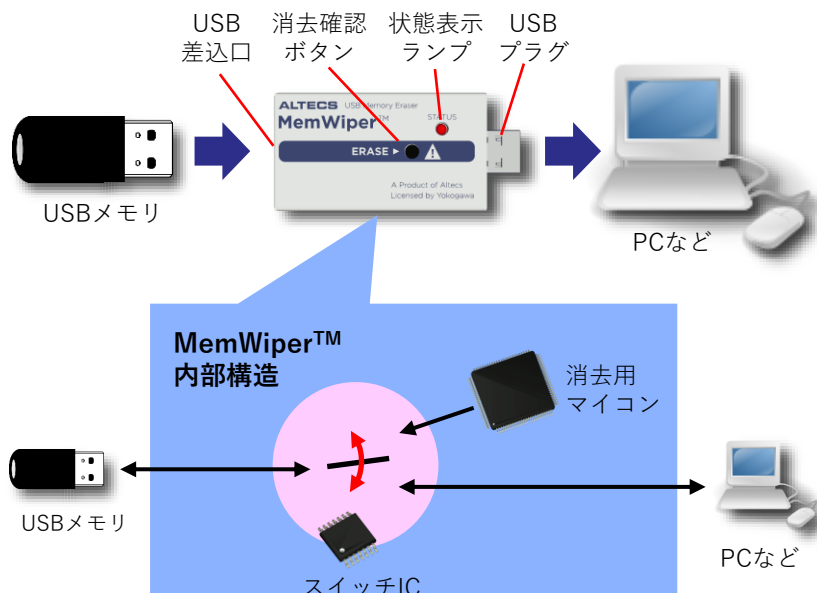 USB
差込口
消去確認
ボタン
状態表示
ランプ
USB
プラグ
ALTECS USB Memory Eraser
MemWiper™
STATUS
ERASE ▶
A Product of Altecs
Licensed by Yokogawa
USBメモリ
PCなど
MemWiper™
内部構造
消去用
マイコン
USBメモリ
PCなど
スイッチIC